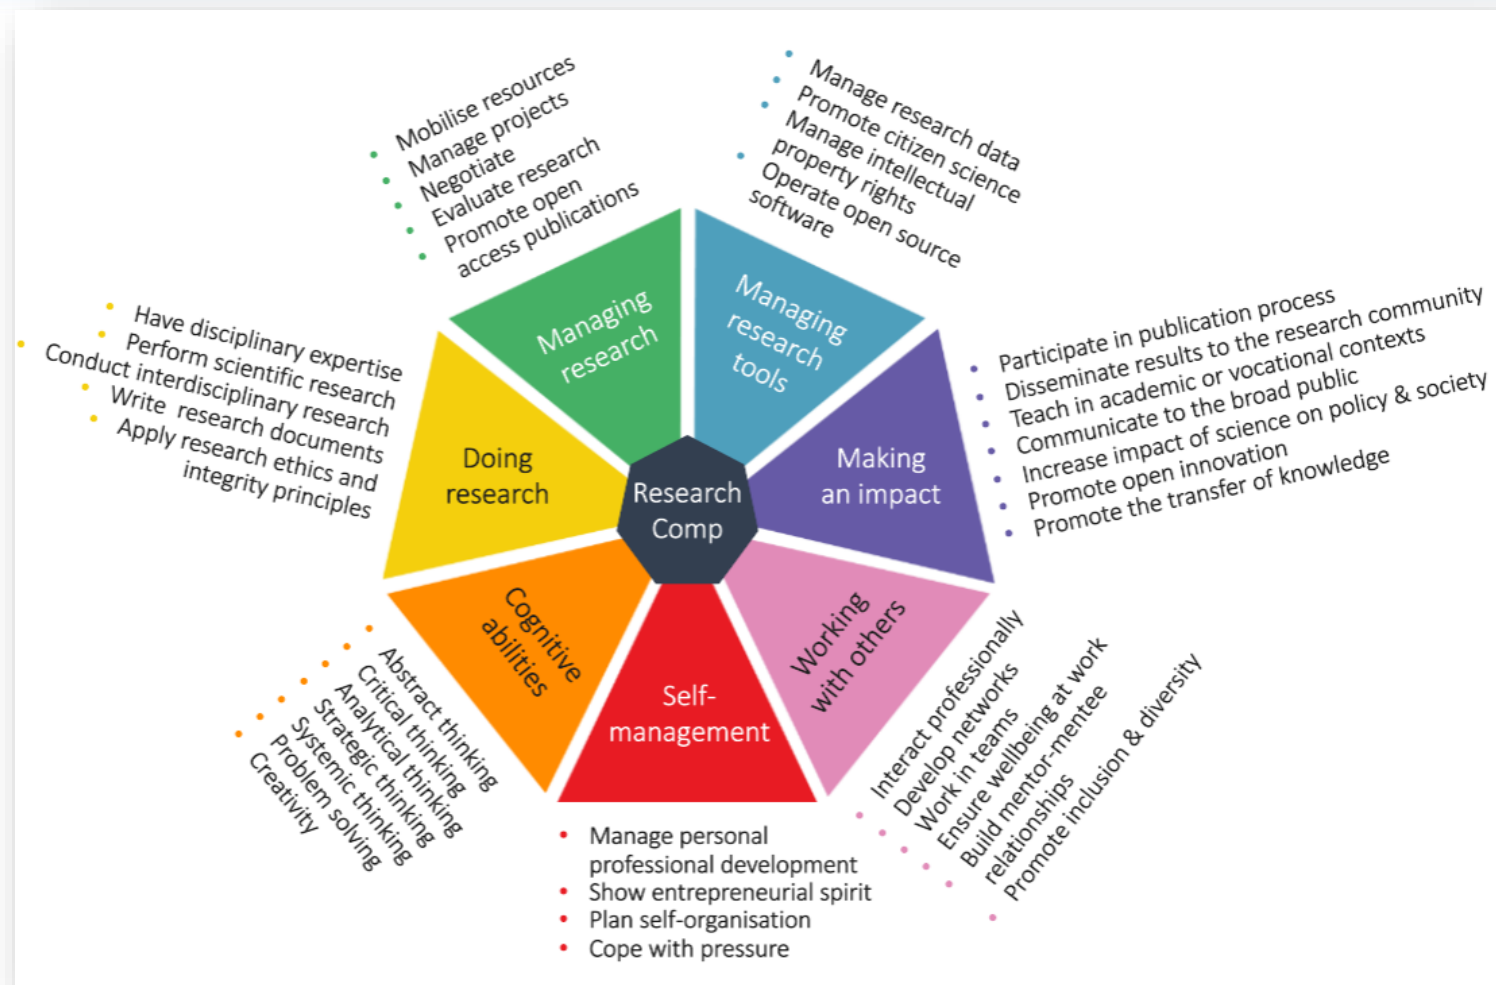 • Mobilise resources
• Manage projects
• Negotiate
• Evaluate research
• Promote open
access publications
• Manage research data
• Promote citizen science
• Manage intellectual
property rights
• Operate open source
software
• Have disciplinary expertise
• Perform scientific research
• Conduct interdisciplinary research
• Write research documents
• Apply research ethics and
integrity principles
• Participate in publication process
• Disseminate results to the research community
• Teach in academic or vocational contexts
• Communicate to the broad public
• Increase impact of science on policy & society
• Promote open innovation
• Promote the transfer of knowledge
Managing
research
Managing
research
tools
Doing
research
Making
an impact
Research
Comp
Cognitive
abilities
Self-
management
Working
with others
• Abstract thinking
• Critical thinking
• Analytical thinking
• Strategic thinking
• Systemic thinking
• Problem solving
• Creativity
• Manage personal
professional development
• Show entrepreneurial spirit
• Plan self-organisation
• Cope with pressure
• Interact professionally
• Develop networks
• Work in teams
• Ensure wellbeing at work
• Build mentor-mentee
relationships
• Promote inclusion & diversity